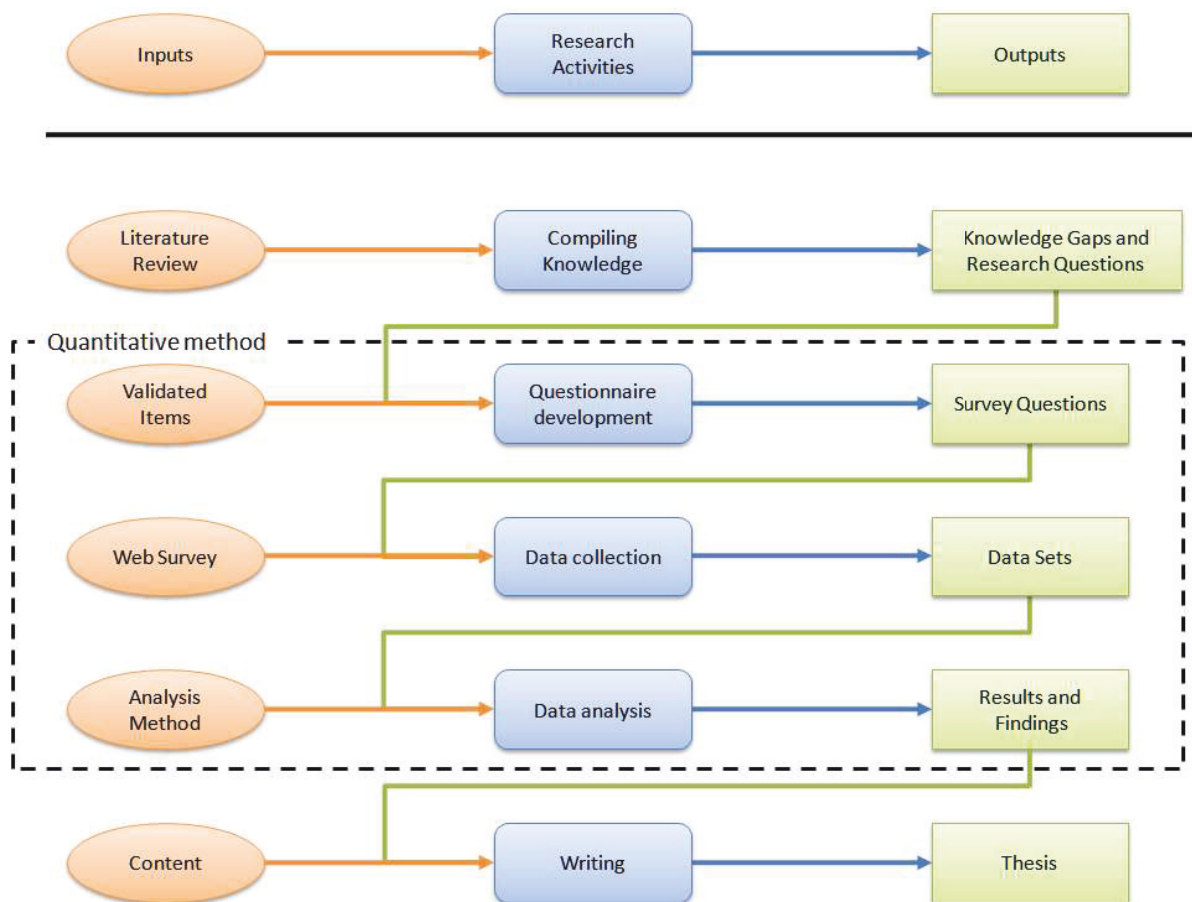 Inputs
Research
Activities
Outputs
Literature
Review
Compiling
Knowledge
Knowledge Gaps and
Research Questions
Quantitative method
Validated
Items
Questionnaire
development
Survey Questions
Web Survey
Data collection
Data Sets
Analysis
Method
Data analysis
Results and
Findings
Content
Writing
Thesis